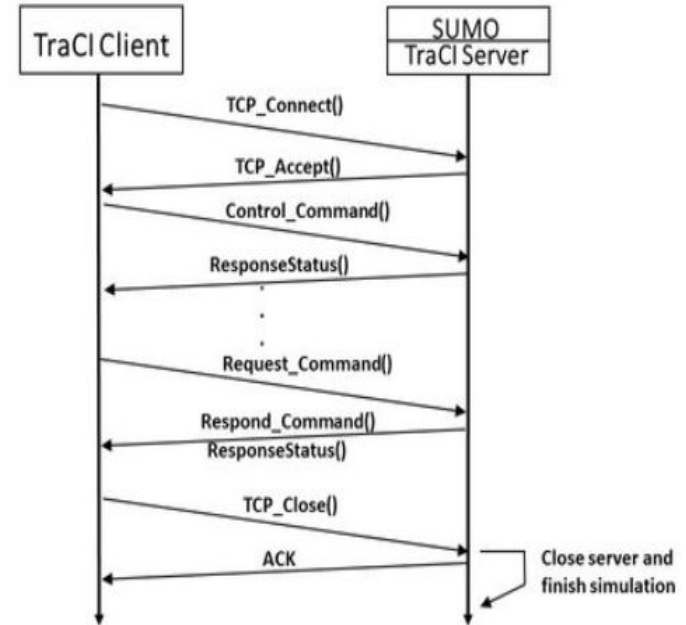 TraCI Client
SUMO
TraCI Server
TCP_Connect()
TCP_Accept()
Control_Command()
ResponseStatus()
Request_Command()
Respond_Command()
ResponseStatus()
TCP_Close()
ACK
Close server and
finish simulation